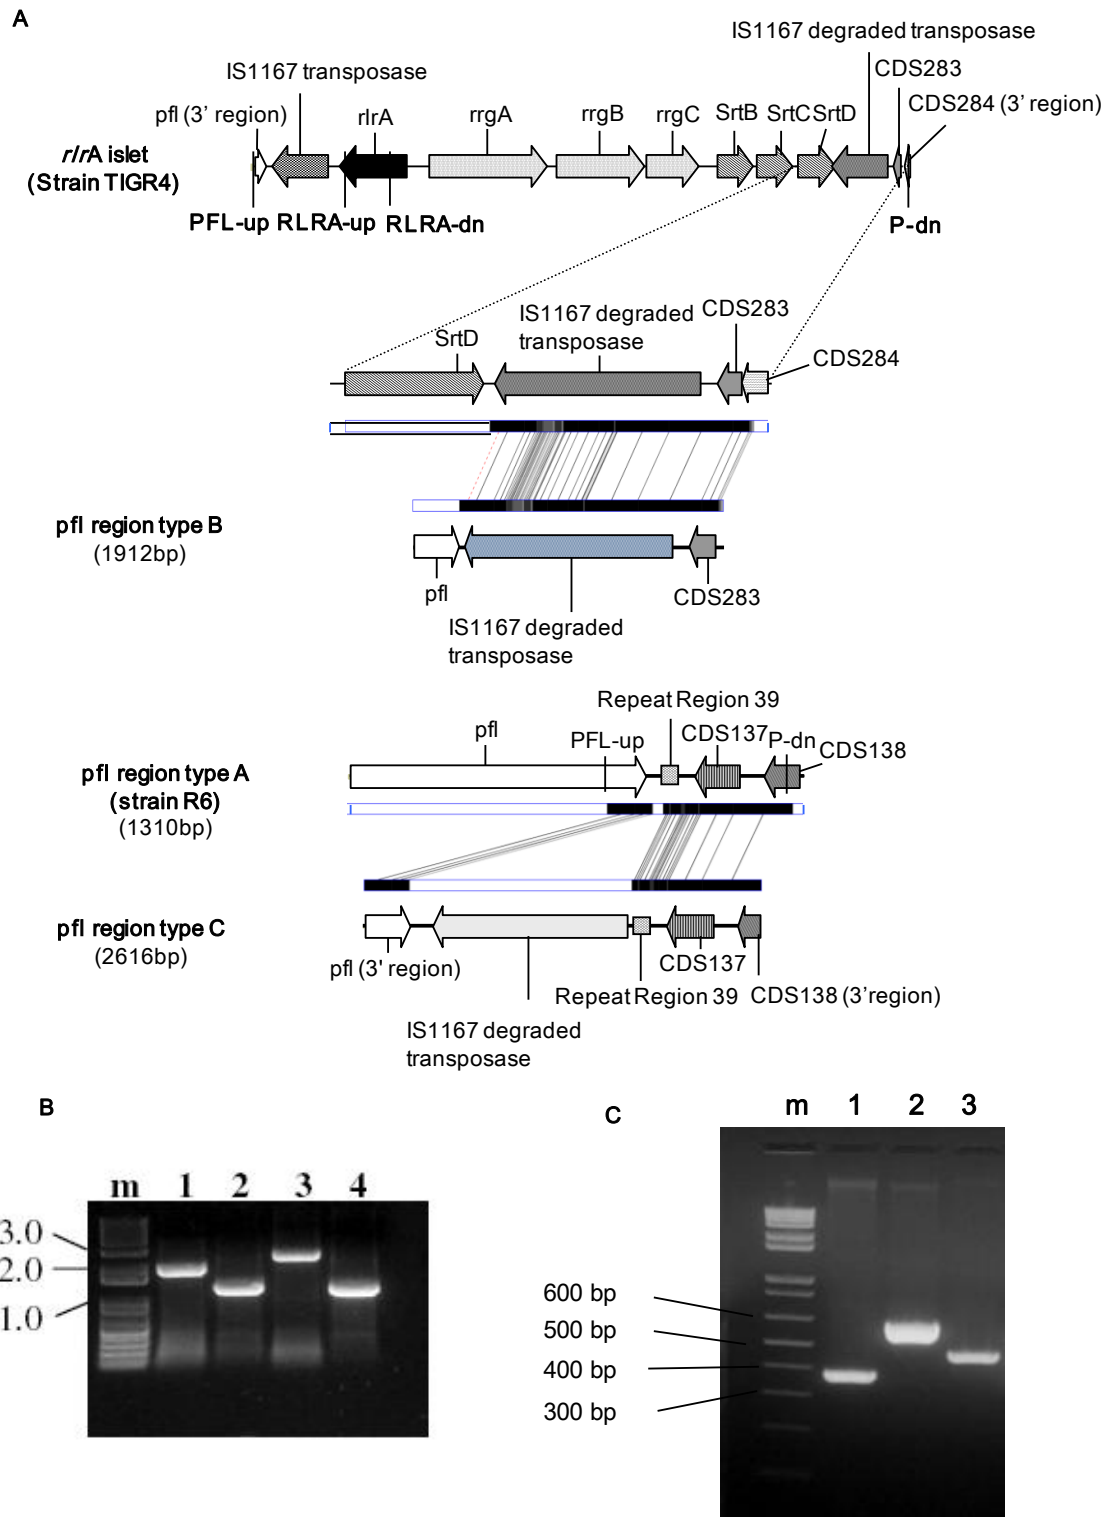 A
IS1167 degraded transposase
IS1167 transposase
CDS283
pfl (3' region)
CDS284 (3' region)
rlrA
rrgA
rrgB
rrgC
SrtB
SrtC
SrtD
rlrA islet
(Strain TIGR4)
PFL-up
RLRA-up
RLRA-dn
P-dn
IS1167 degraded
transposase
CDS283
SrtD
CDS284
pfl region type B
(1912bp)
pfl
CDS283
IS1167 degraded
transposase
Repeat Region 39
pfl
PFL-up
CDS137
P-dn
CDS138
pfl region type A
(strain R6)
(1310bp)
pfl region type C
(2616bp)
pfl (3' region)
CDS137
Repeat Region 39
CDS138 (3'region)
IS1167 degraded
transposase
B
m 1 2 3 4
3.0
2.0
1.0
C
m 1 2 3
600 bp
500 bp
400 bp
300 bp